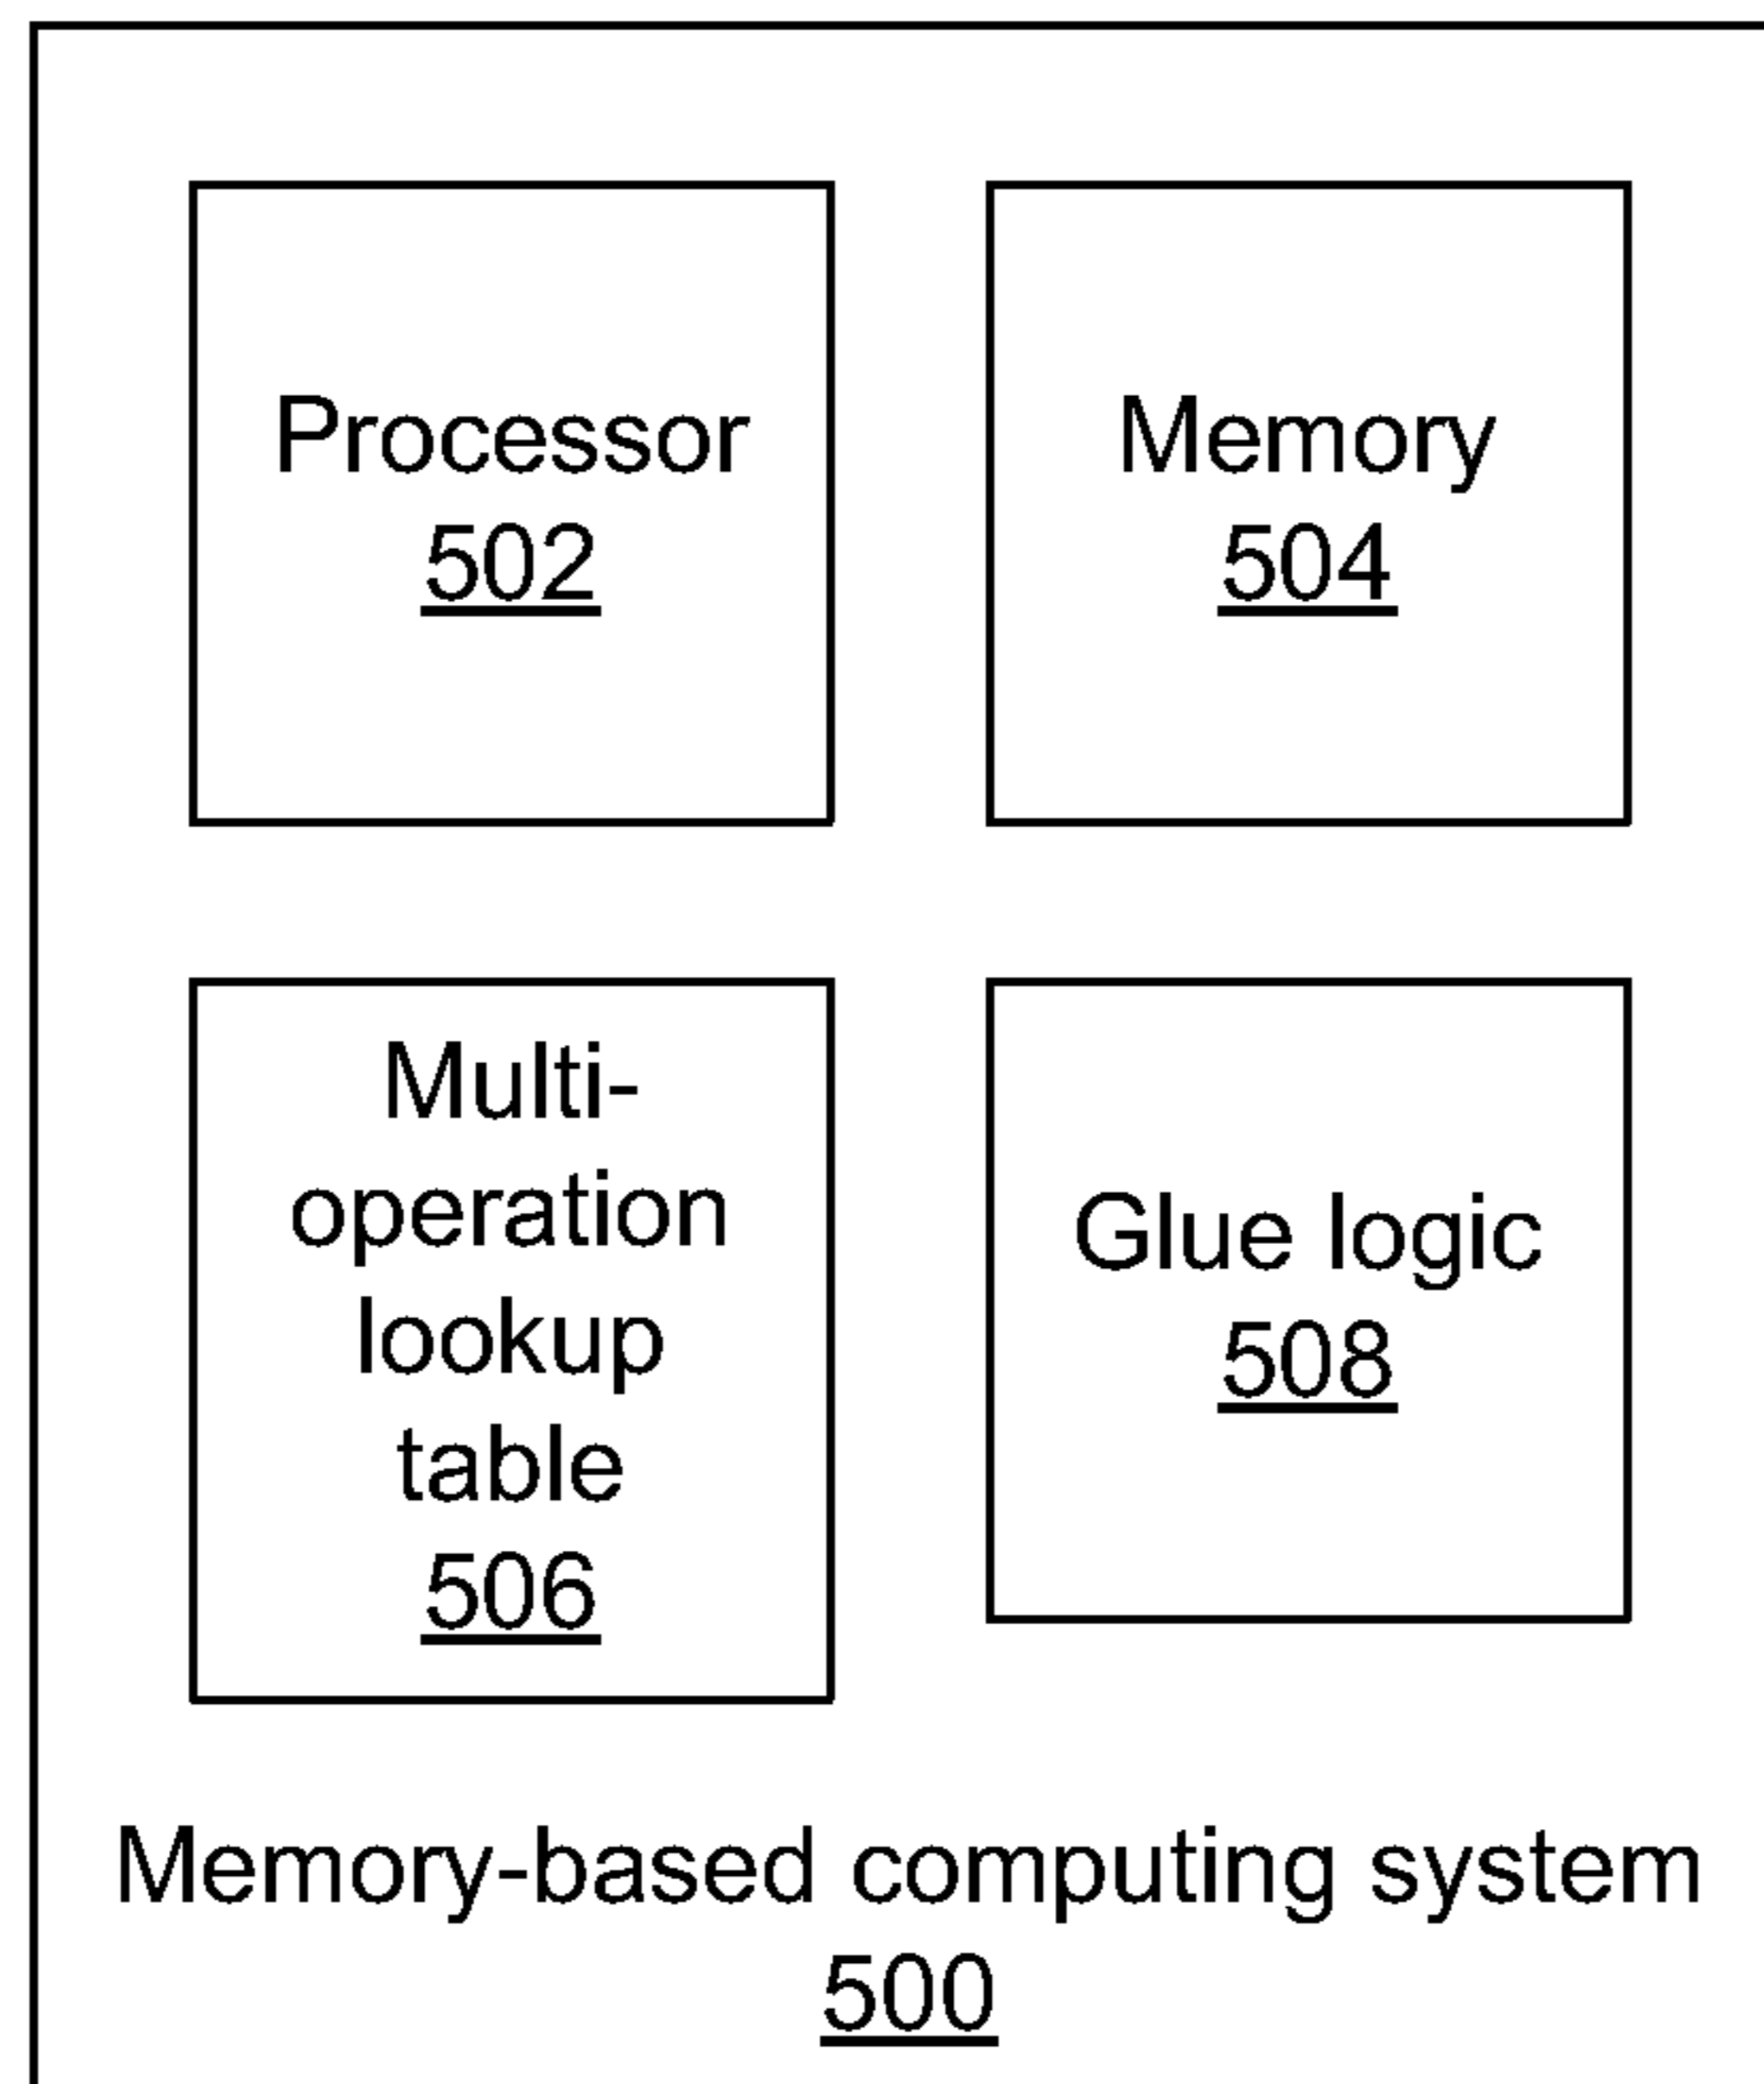 Processor
502
Memory
504
Multi-
operation
lookup
table
506
Glue logic
508
Memory-based computing system
500